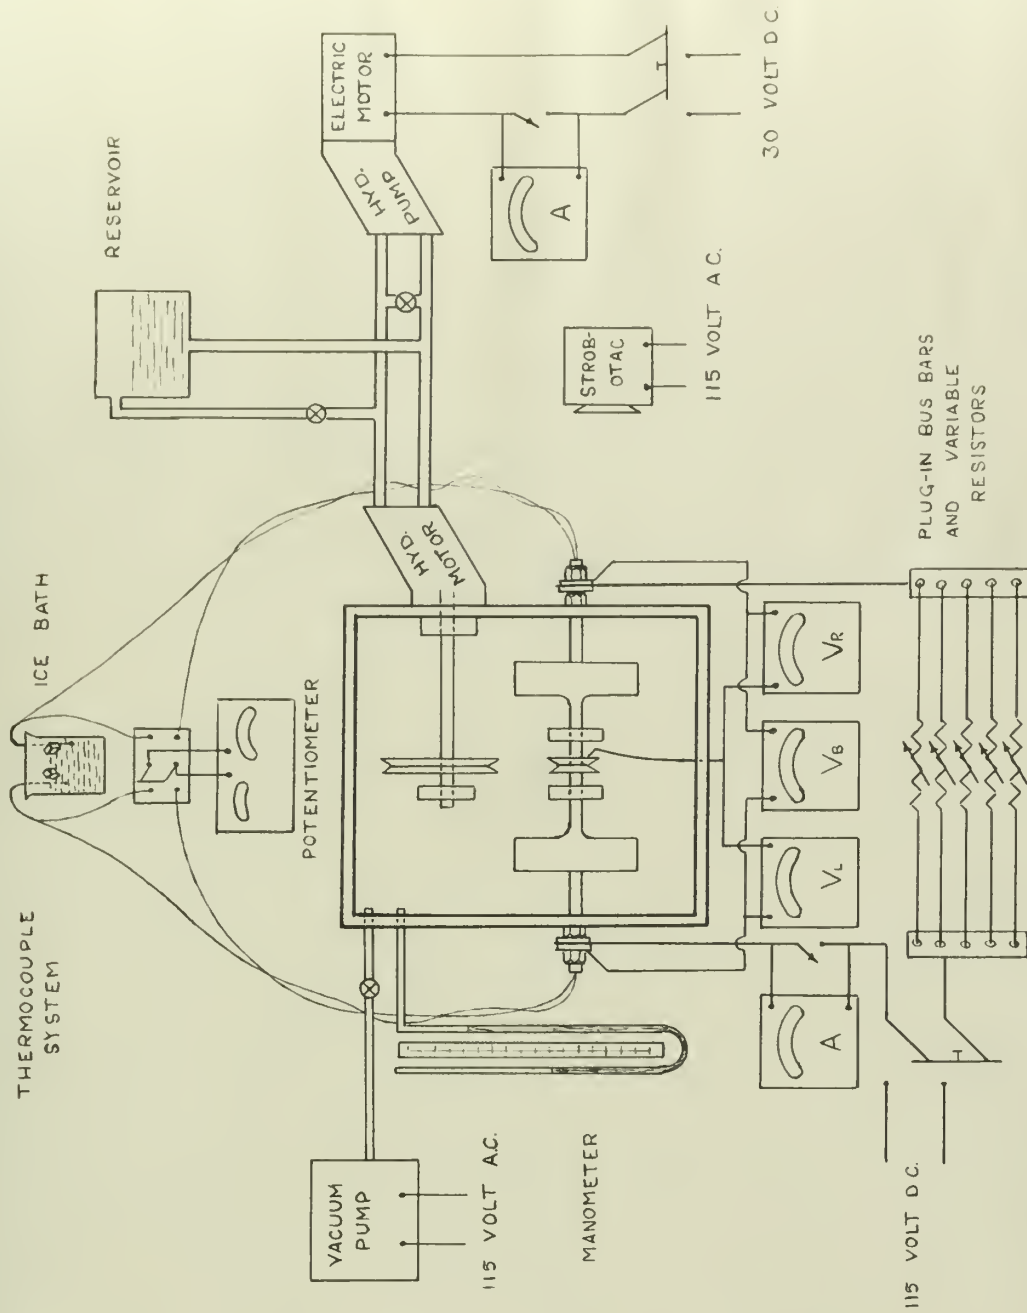 THERMOCOUPLE
SYSTEM
ICE BATH
RESERVOIR
POTENTIOMETER
HYD.
MOTOR
HYD.
PUMP
ELECTRIC
MOTOR
A
30 VOLT D.C.
STROB-
OTAC
115 VOLT A.C.
VACUUM
PUMP
115 VOLT A.C.
MANOMETER
A
VL
VB
VR
115 VOLT D.C.
PLUG-IN BUS BARS
AND VARIABLE
RESISTORS